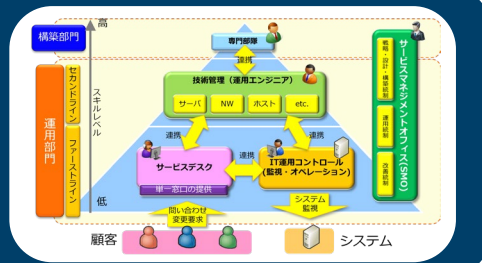 構築部門
高
専門部隊
連携
技術管理（運用エンジニア）
サーバ
NW
ホスト
etc.
スキルレベル
運用部門
セカンドライン
ファーストライン
連携
連携
サービスデスク
連携
IT運用コントロール
（監視・オペレーション）
単一窓口の提供
低
問い合わせ
変更要求
システム
監視
顧客
システム
サービスマネジメントオフィス(SMO)
戦略・設計・構築統制
運用統制
改善統制